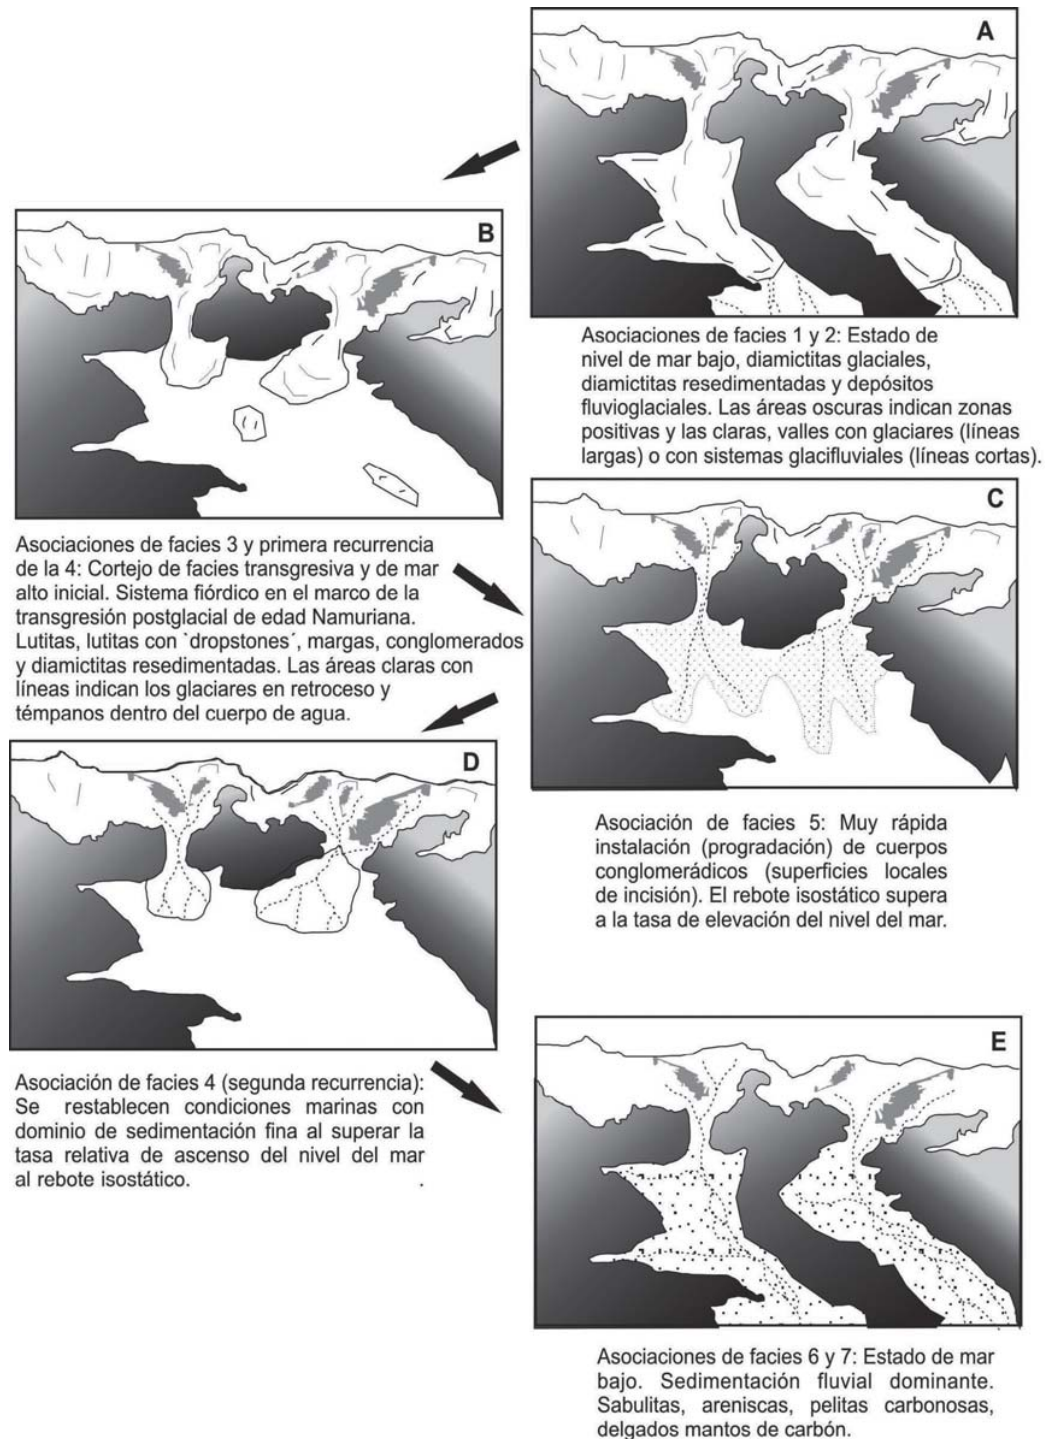 A
Asociaciones de facies 1 y 2: Estado de
nivel de mar bajo, diamictitas glaciales,
diamictitas resedimentadas y depósitos
fluvioglaciales. Las áreas oscuras indican zonas
positivas y las claras, valles con glaciares (líneas
largas) o con sistemas glacifluviales (líneas cortas).
B
Asociaciones de facies 3 y primera recurrencia
de la 4: Cortejo de facies transgresiva y de mar
alto inicial. Sistema fiórdico en el marco de la
transgresión postglacial de edad Namuriana.
Lutitas, lutitas con `dropstones´, margas, conglomerados
y diamictitas resedimentadas. Las áreas claras con
líneas indican los glaciares en retroceso y
témpanos dentro del cuerpo de agua.
C
Asociación de facies 5: Muy rápida
instalación (progradación) de cuerpos
conglomerádicos (superficies locales
de incisión). El rebote isostático supera
a la tasa de elevación del nivel del mar.
D
Asociación de facies 4 (segunda recurrencia):
Se restablecen condiciones marinas con
dominio de sedimentación fina al superar la
tasa relativa de ascenso del nivel del mar
al rebote isostático. .
E
Asociaciones de facies 6 y 7: Estado de mar
bajo. Sedimentación fluvial dominante.
Sabulitas, areniscas, pelitas carbonosas,
delgados mantos de carbón.